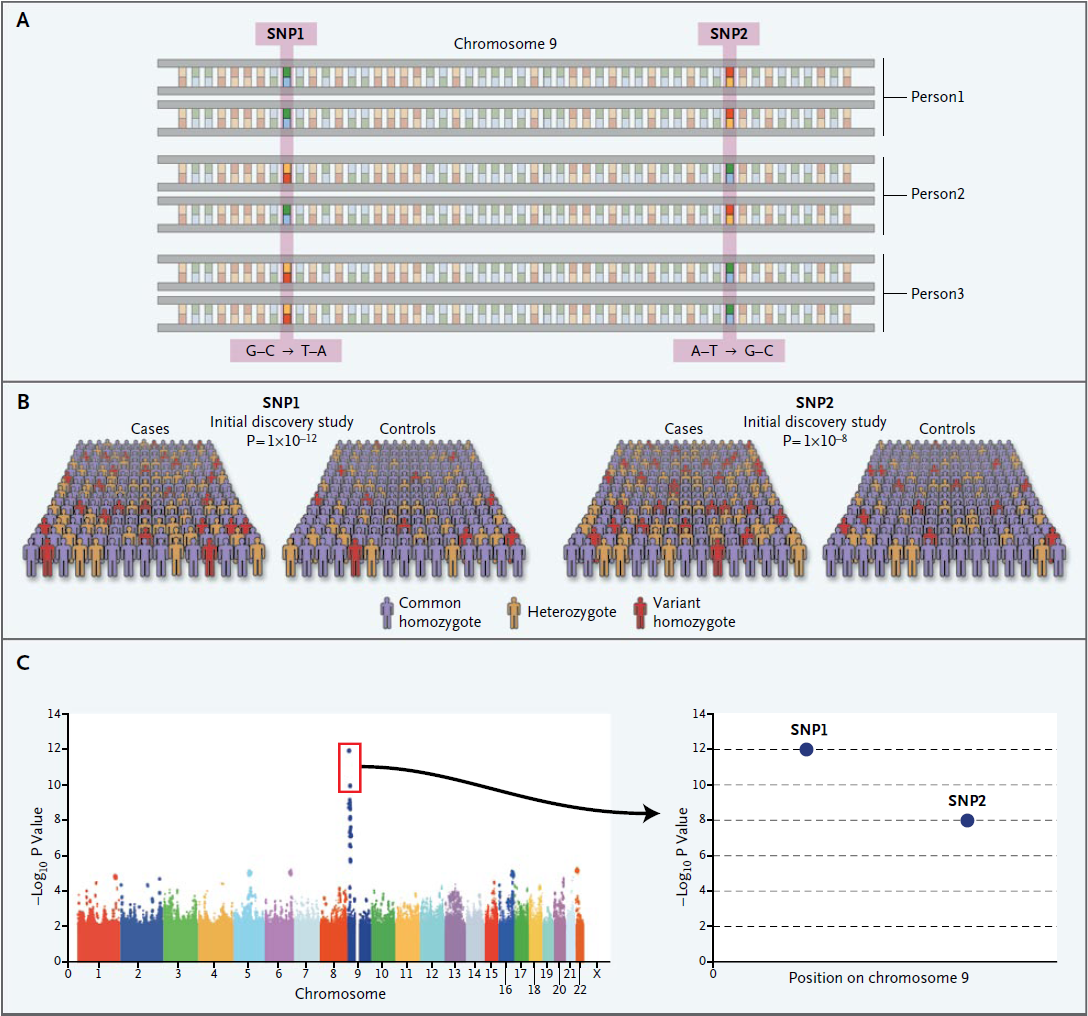 A
SNP1
SNP2
Chromosome 9
Person1
Person2
Person3
G–C → T–A
A–T → G–C
B
SNP1
Initial discovery study
P=1×10–12
Cases
Controls
SNP2
Initial discovery study
P=1×10–8
Cases
Controls
Common
homozygote
Heterozygote
Variant
homozygote
C
14
12
10
8
6
4
2
0
–Log10 P Value
0 1 2 3 4 5 6 7 8 9 10 11 12 13 14 15 16 17 18 19 20 21 22 X
Chromosome
14
12
10
8
6
4
2
0
–Log10 P Value
SNP1
SNP2
0
Position on chromosome 9